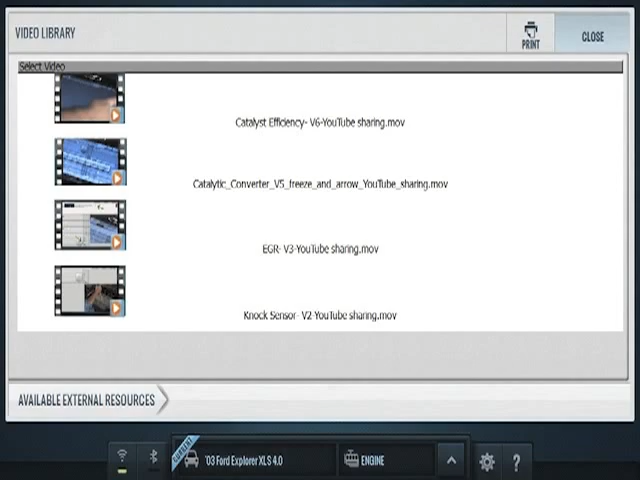 VIDEO LIBRARY
PRINT
CLOSE
Select Video
Catalyst Efficiency- V6-YouTube sharing.mov
Catalytic_Converter_V5_freeze_and_arrow_YouTube_sharing.mov
EGR- V3-YouTube sharing.mov
Knock Sensor- V2 YouTube sharing.mov
AVAILABLE EXTERNAL RESOURCES
CURRENT
'03 Ford Explorer XLS 4.0
ENGINE
?